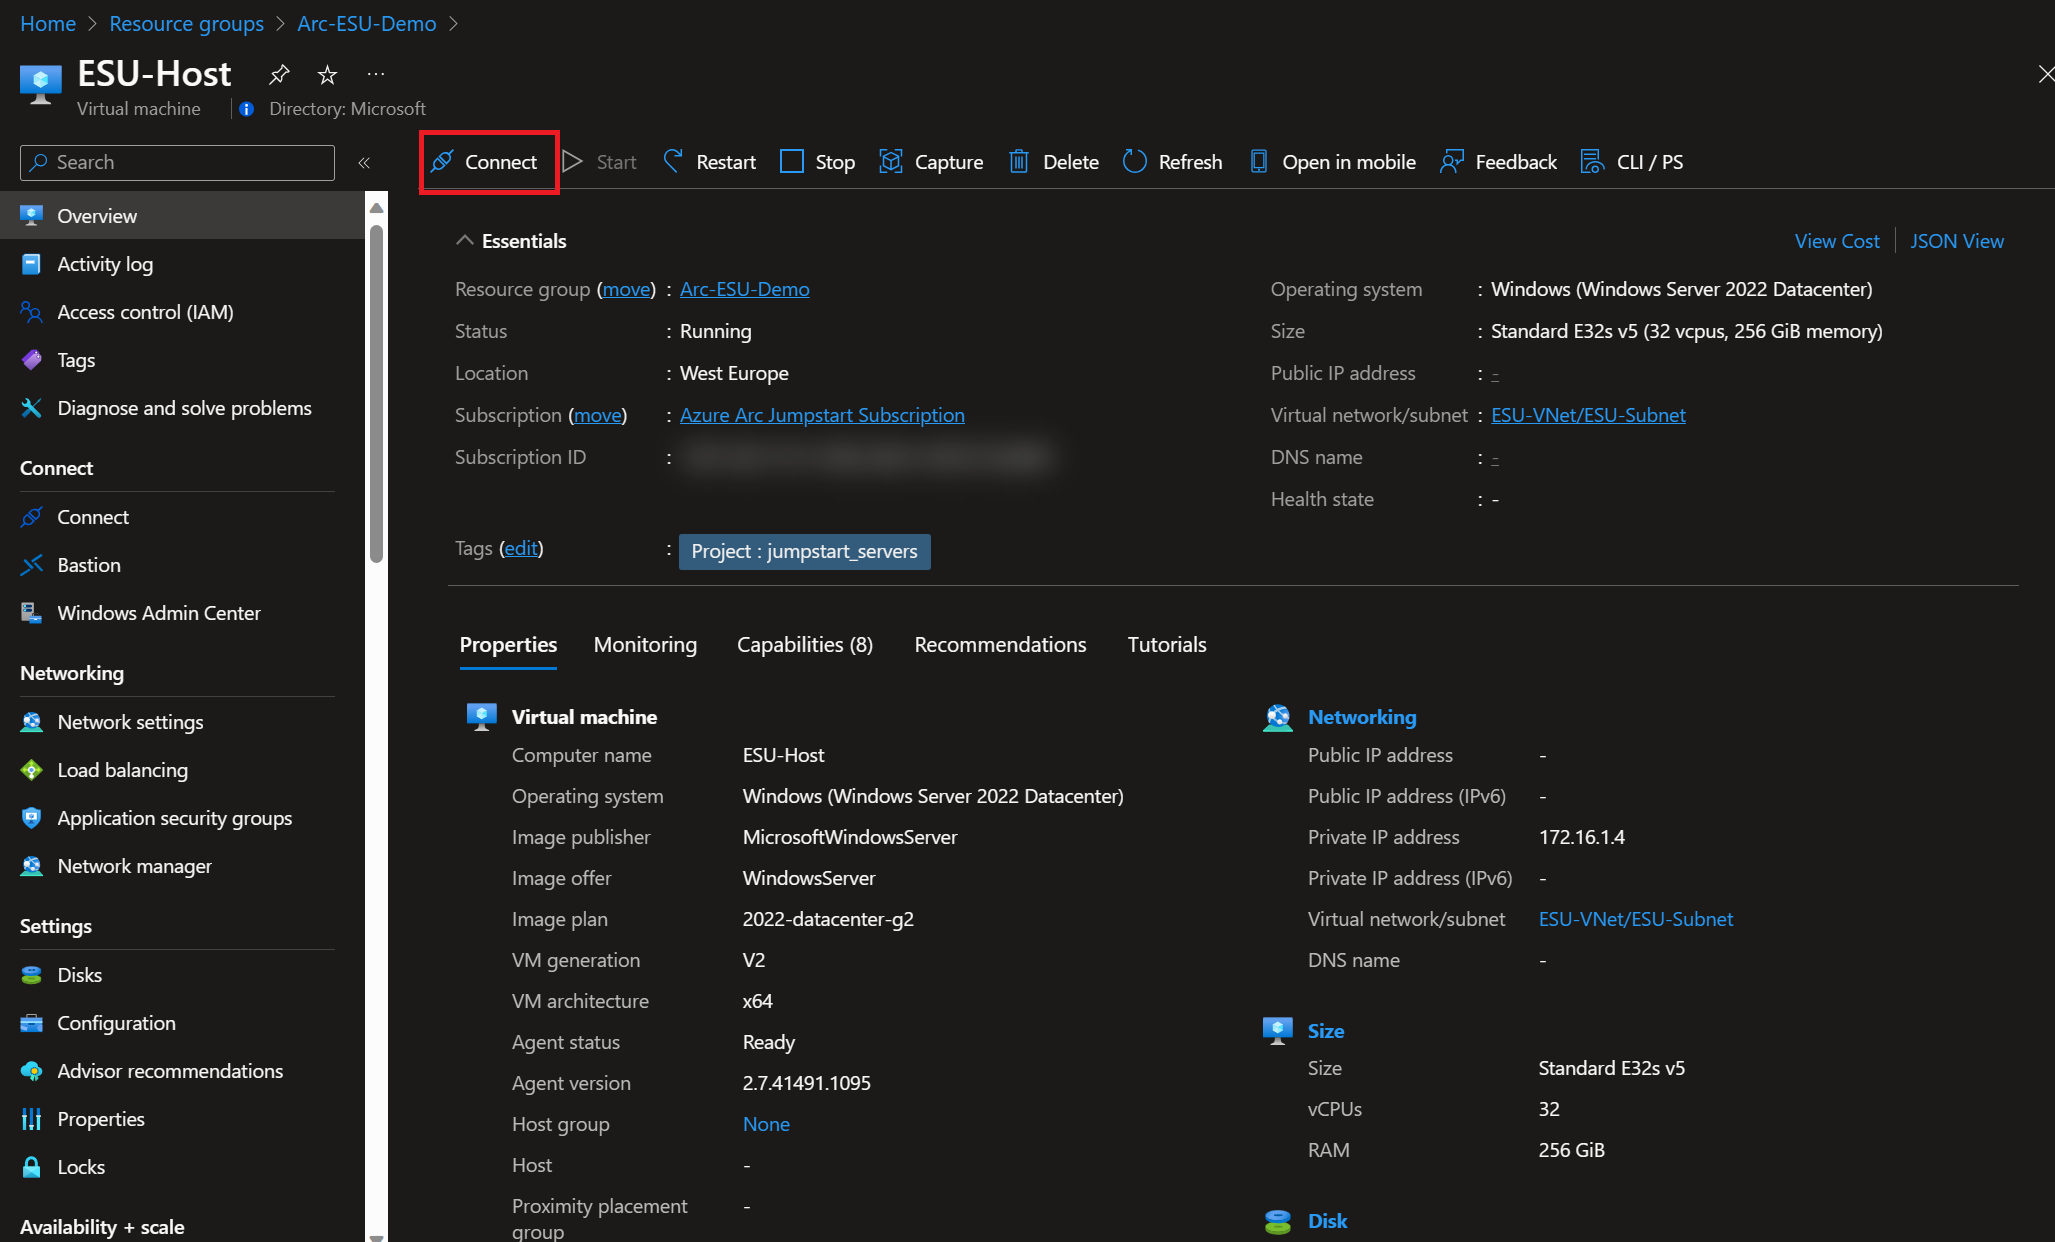 Home > Resource groups > Arc-ESU-Demo >
ESU-Host
Virtual machine
Directory: Microsoft
Search
«
Connect
Start
Restart
Stop
Capture
Delete
Refresh
Open in mobile
Feedback
CLI / PS
Overview
Activity log
Access control (IAM)
Tags
Diagnose and solve problems
Connect
Connect
Bastion
Windows Admin Center
Networking
Network settings
Load balancing
Application security groups
Network manager
Settings
Disks
Configuration
Advisor recommendations
Properties
Locks
Availability + scale
Essentials
View Cost
JSON View
Resource group (move) : Arc-ESU-Demo
Status : Running
Location : West Europe
Subscription (move) : Azure Arc Jumpstart Subscription
Subscription ID :
Operating system : Windows (Windows Server 2022 Datacenter)
Size : Standard E32s v5 (32 vcpus, 256 GiB memory)
Public IP address : -
Virtual network/subnet : ESU-VNet/ESU-Subnet
DNS name : -
Health state : -
Tags (edit) : Project : jumpstart_servers
Properties
Monitoring
Capabilities (8)
Recommendations
Tutorials
Virtual machine
Computer name ESU-Host
Operating system Windows (Windows Server 2022 Datacenter)
Image publisher MicrosoftWindowsServer
Image offer WindowsServer
Image plan 2022-datacenter-g2
VM generation V2
VM architecture x64
Agent status Ready
Agent version 2.7.41491.1095
Host group None
Host -
Proximity placement -
group
Networking
Public IP address -
Public IP address (IPv6) -
Private IP address 172.16.1.4
Private IP address (IPv6) -
Virtual network/subnet ESU-VNet/ESU-Subnet
DNS name -
Size
Size Standard E32s v5
vCPUs 32
RAM 256 GiB
Disk